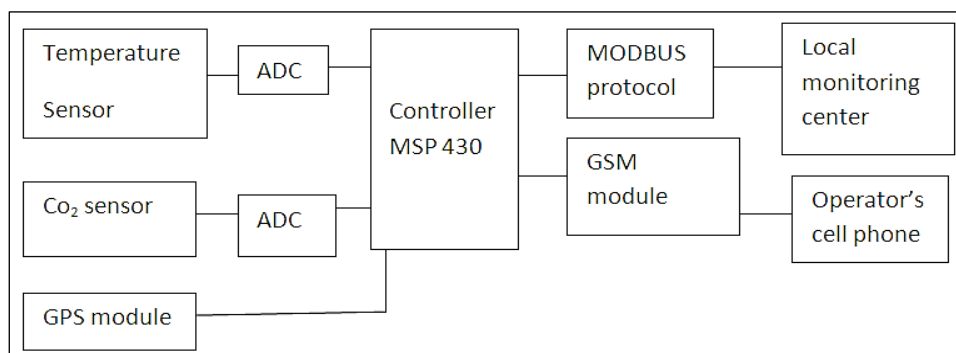 Temperature
Sensor
ADC
Controller
MSP 430
MODBUS
protocol
Local
monitoring
center
Co₂ sensor
ADC
GSM
module
Operator's
cell phone
GPS module